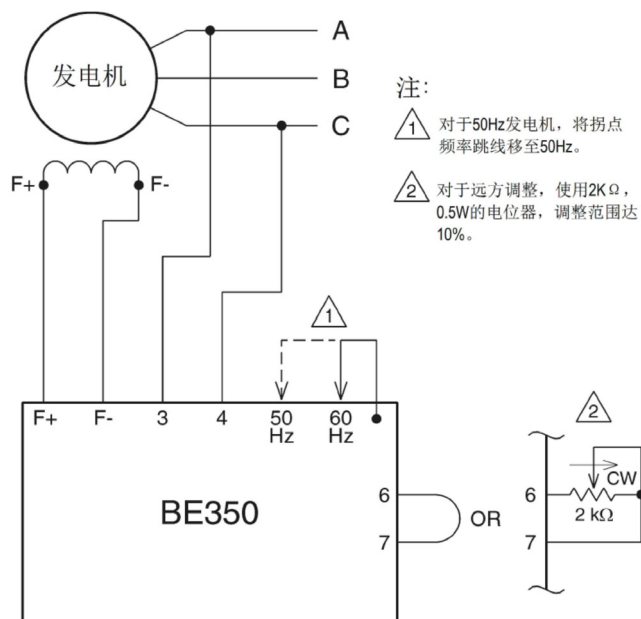 发电机
A
B
C
F+
F-
注:
1
对于50Hz发电机，将拐点
频率跳线移至50Hz。
2
对于远方调整，使用2KΩ，
0.5W的电位器，调整范围达
10%。
1
F+
F-
3
4
50
Hz
60
Hz
BE350
6
7
OR
2
6
7
CW
2 kΩ